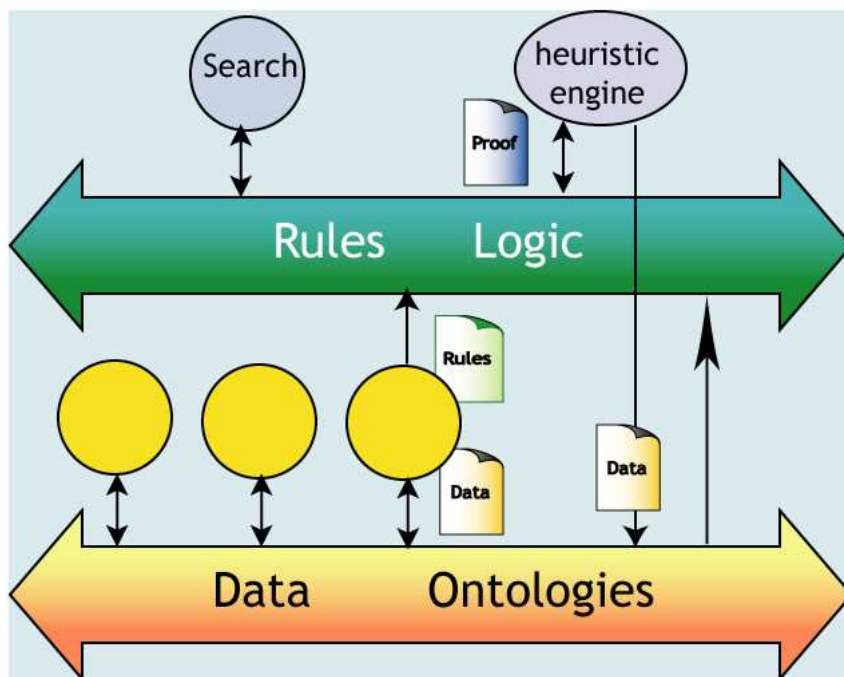 Search
heuristic
engine
Proof
Rules Logic
Rules
Data
Data
Data Ontologies